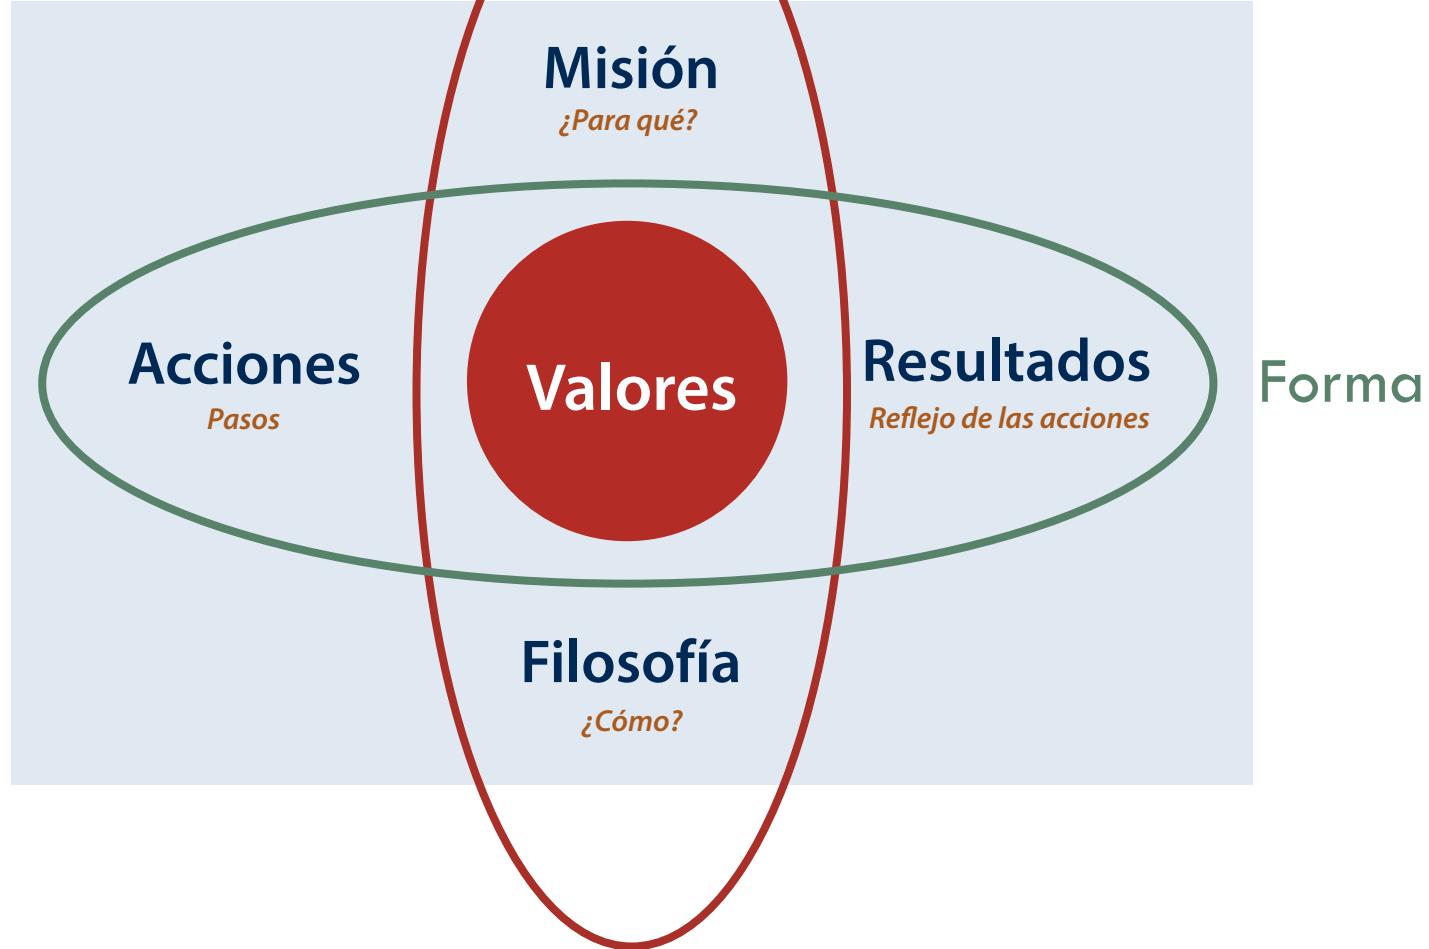 Misión
¿Para qué?
Acciones
Pasos
Valores
Resultados
Reflejo de las acciones
Forma
Filosofía
¿Cómo?